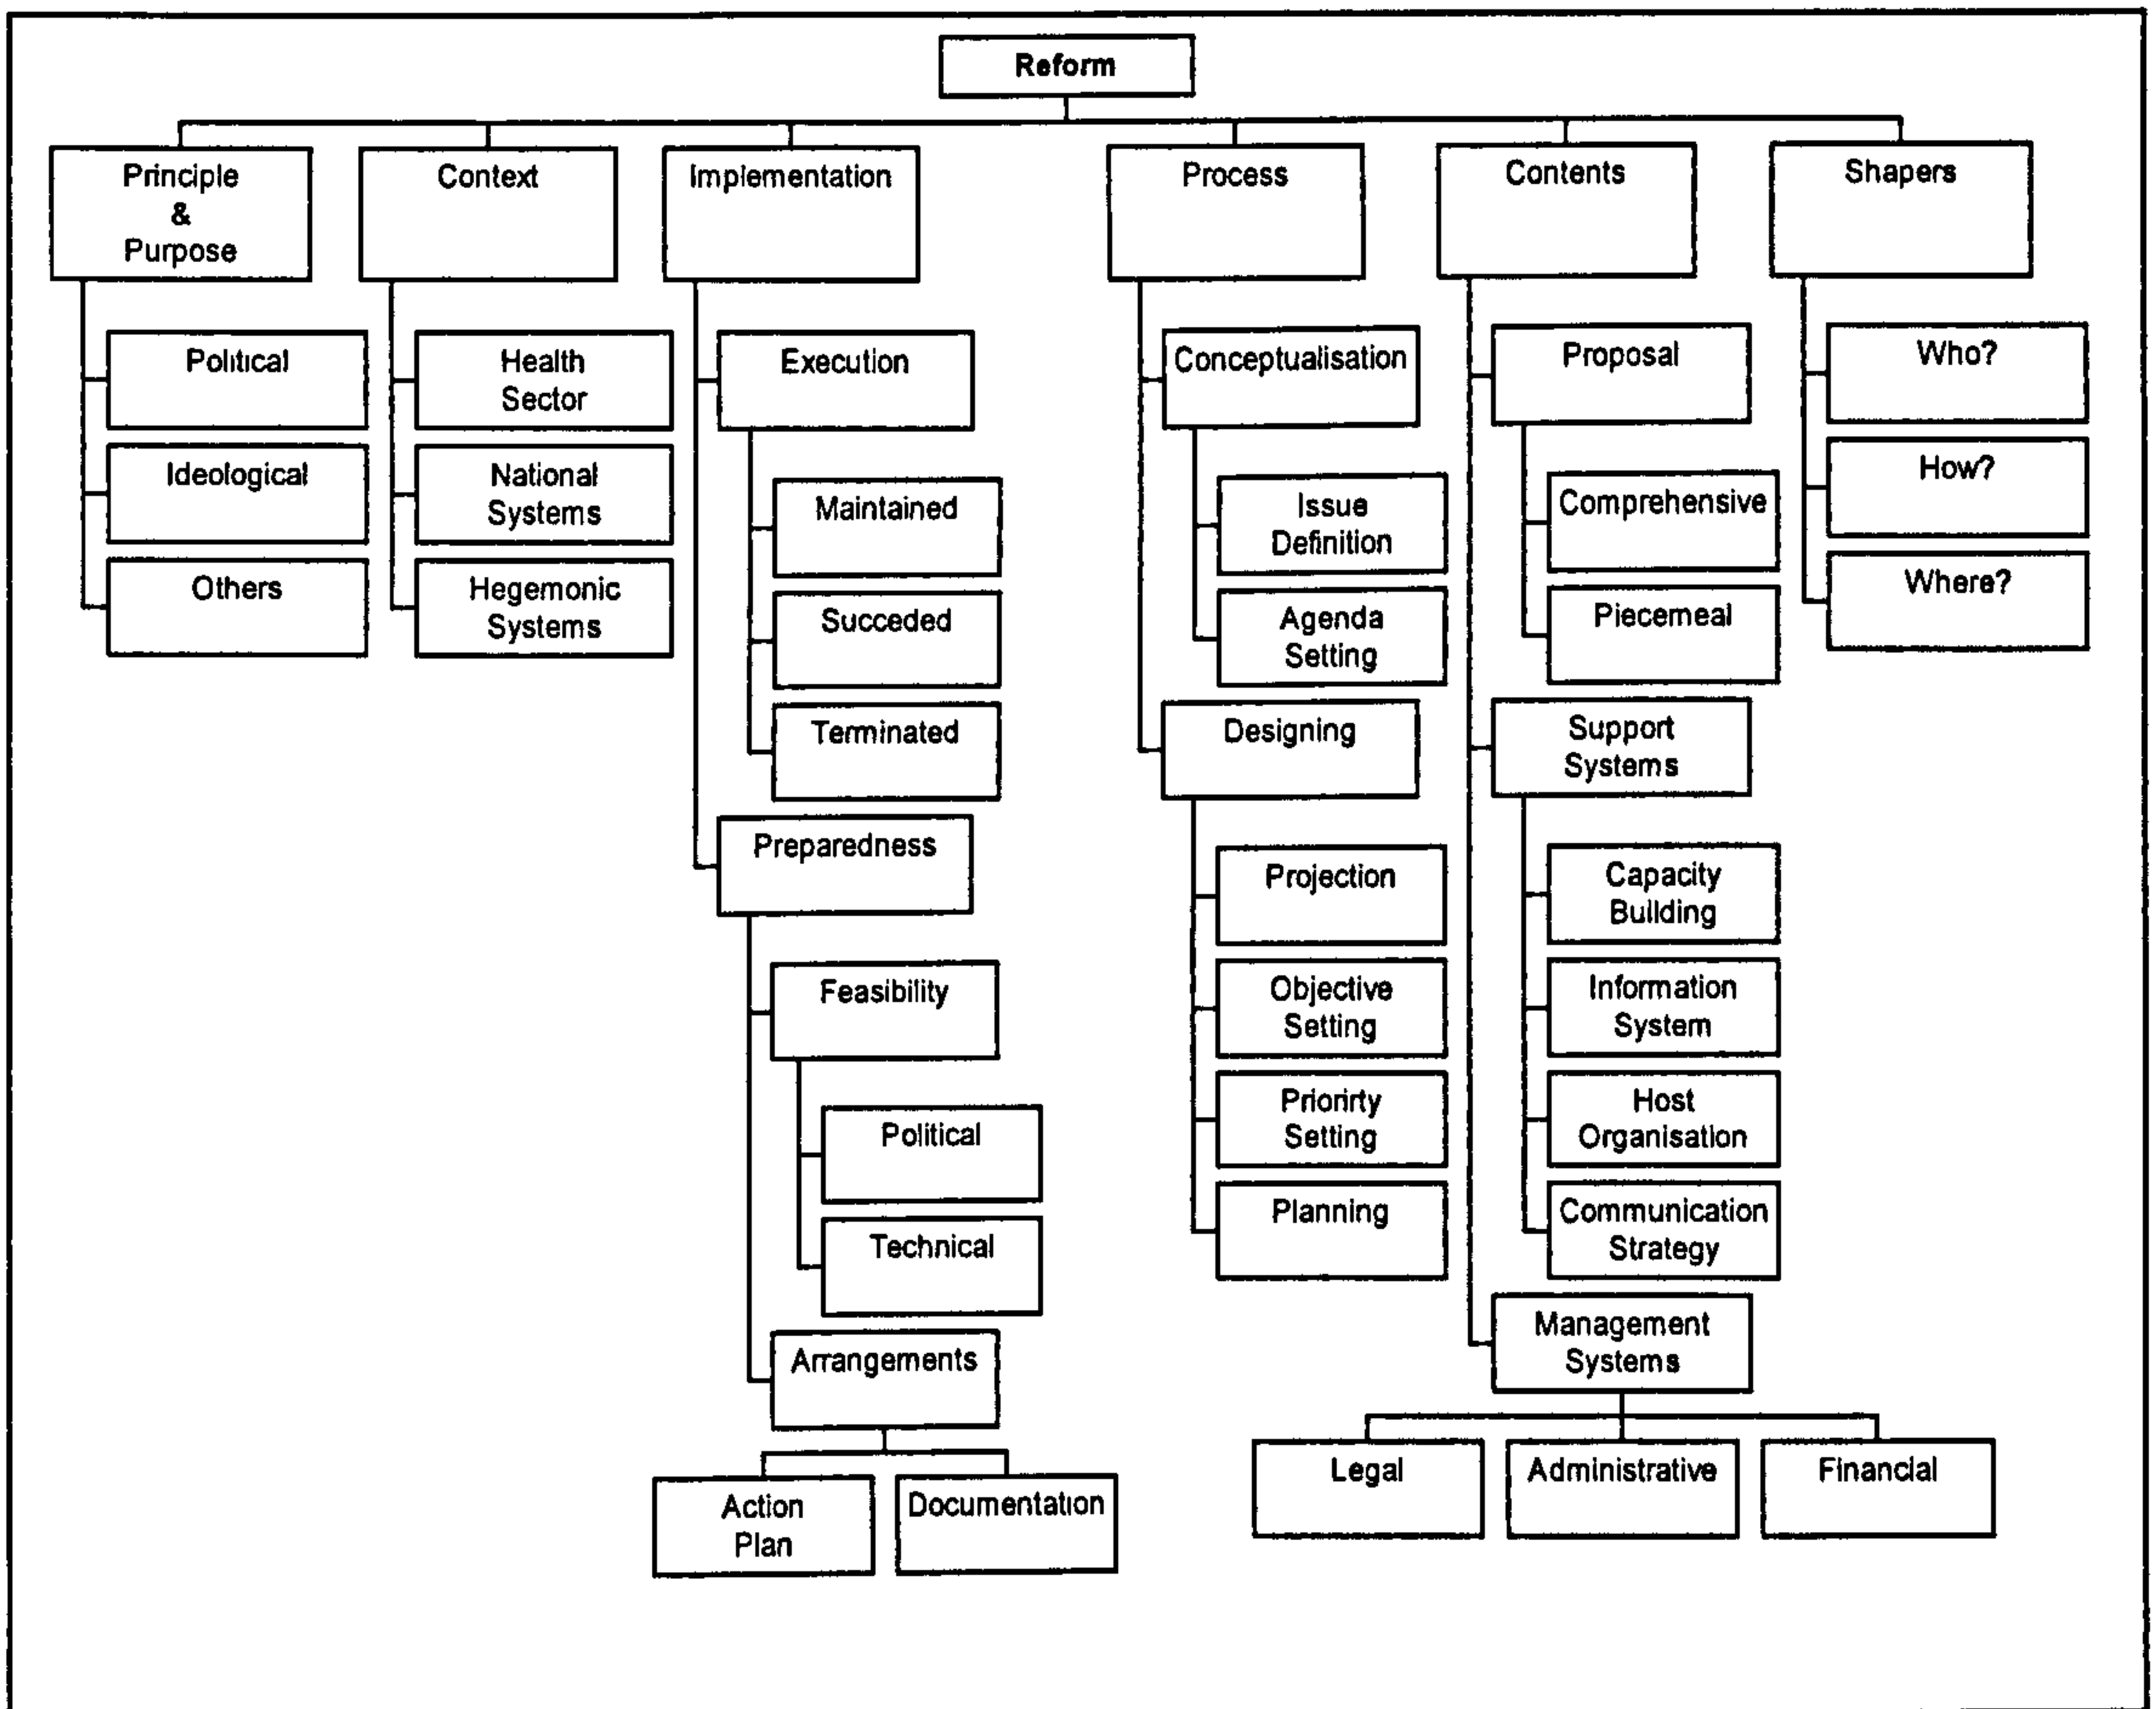 Reform
Principle
&
Purpose
Political
Ideological
Others
Context
Health
Sector
National
Systems
Hegemonic
Systems
Implementation
Execution
Maintained
Succeded
Terminated
Preparedness
Feasibility
Political
Technical
Arrangements
Action
Plan
Documentation
Process
Conceptualisation
Issue
Definition
Agenda
Setting
Designing
Projection
Objective
Setting
Priorirty
Setting
Planning
Contents
Proposal
Comprehensive
Piecemeal
Support
Systems
Capacity
Building
Information
System
Host
Organisation
Communication
Strategy
Management
Systems
Legal
Administrative
Financial
Shapers
Who?
How?
Where?